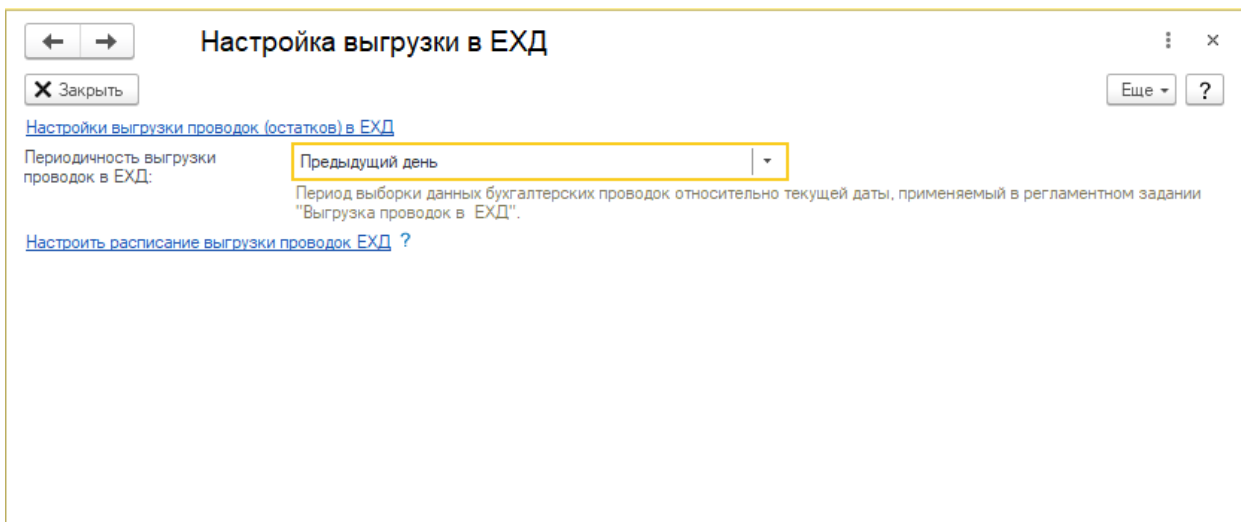 Настройка выгрузки в ЕХД
Закрыть
Еще
?
Настройки выгрузки проводок (остатков) в ЕХД
Периодичность выгрузки
проводок в ЕХД:
Предыдущий день
Период выборки данных бухгалтерских проводок относительно текущей даты, применяемый в регламентном задании
"Выгрузка проводок в  ЕХД".
Настроить расписание выгрузки проводок ЕХД ?